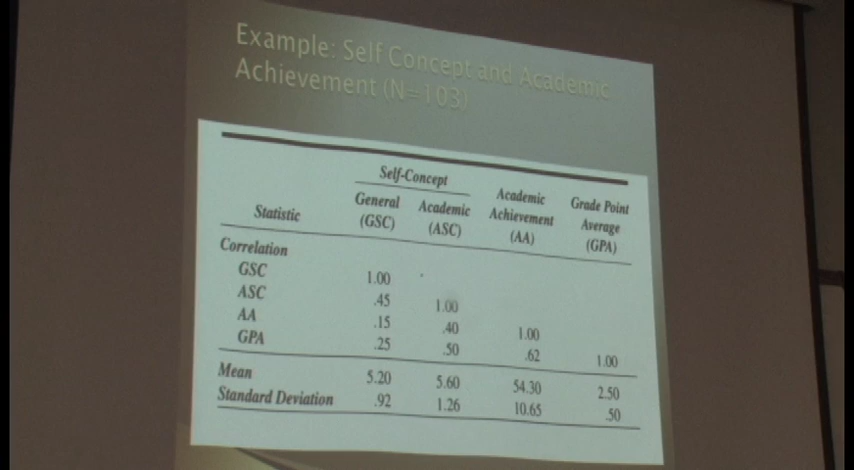 Example: Self Concept and Academic
Achievement (N=103)
Self-Concept
Statistic General (GSC) Academic (ASC) Academic Achievement (AA) Grade Point Average (GPA)
Correlation
GSC 1.00
ASC .45 1.00
AA .15 .40 1.00
GPA .25 .50 .62 1.00
Mean 5.20 5.60 54.30 2.50
Standard Deviation .92 1.26 10.65 .50